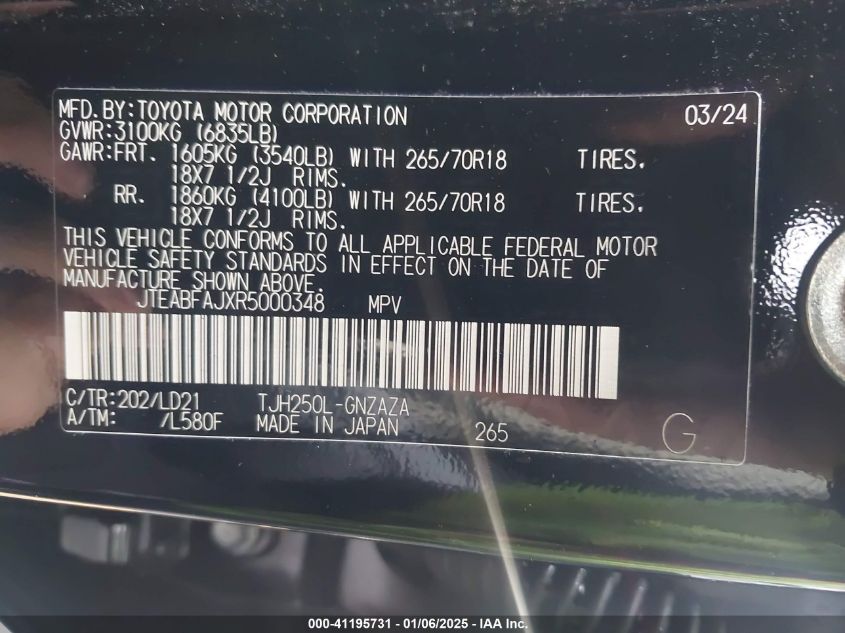 MFD.BY:TOYOTA MOTOR CORPORATION 03/24
GVWR:3100KG (6835LB)
GAWR:FRT. 1605KG (3540LB) WITH 265/70R18 TIRES.
18X7 1/2J RIMS.
RR. 1860KG (4100LB) WITH 265/70R18 TIRES.
18X7 1/2J RIMS.
THIS VEHICLE CONFORMS TO ALL APPLICABLE FEDERAL MOTOR
VEHICLE SAFETY STANDARDS IN EFFECT ON THE DATE OF
MANUFACTURE SHOWN ABOVE.
JTEABFAJXR5000348 MPV
C/TR:202/LD21 TJH250L-GNZAZA
A/TM: /L580F MADE IN JAPAN 265 G
000-41195731 - 01/06/2025 - IAA Inc.